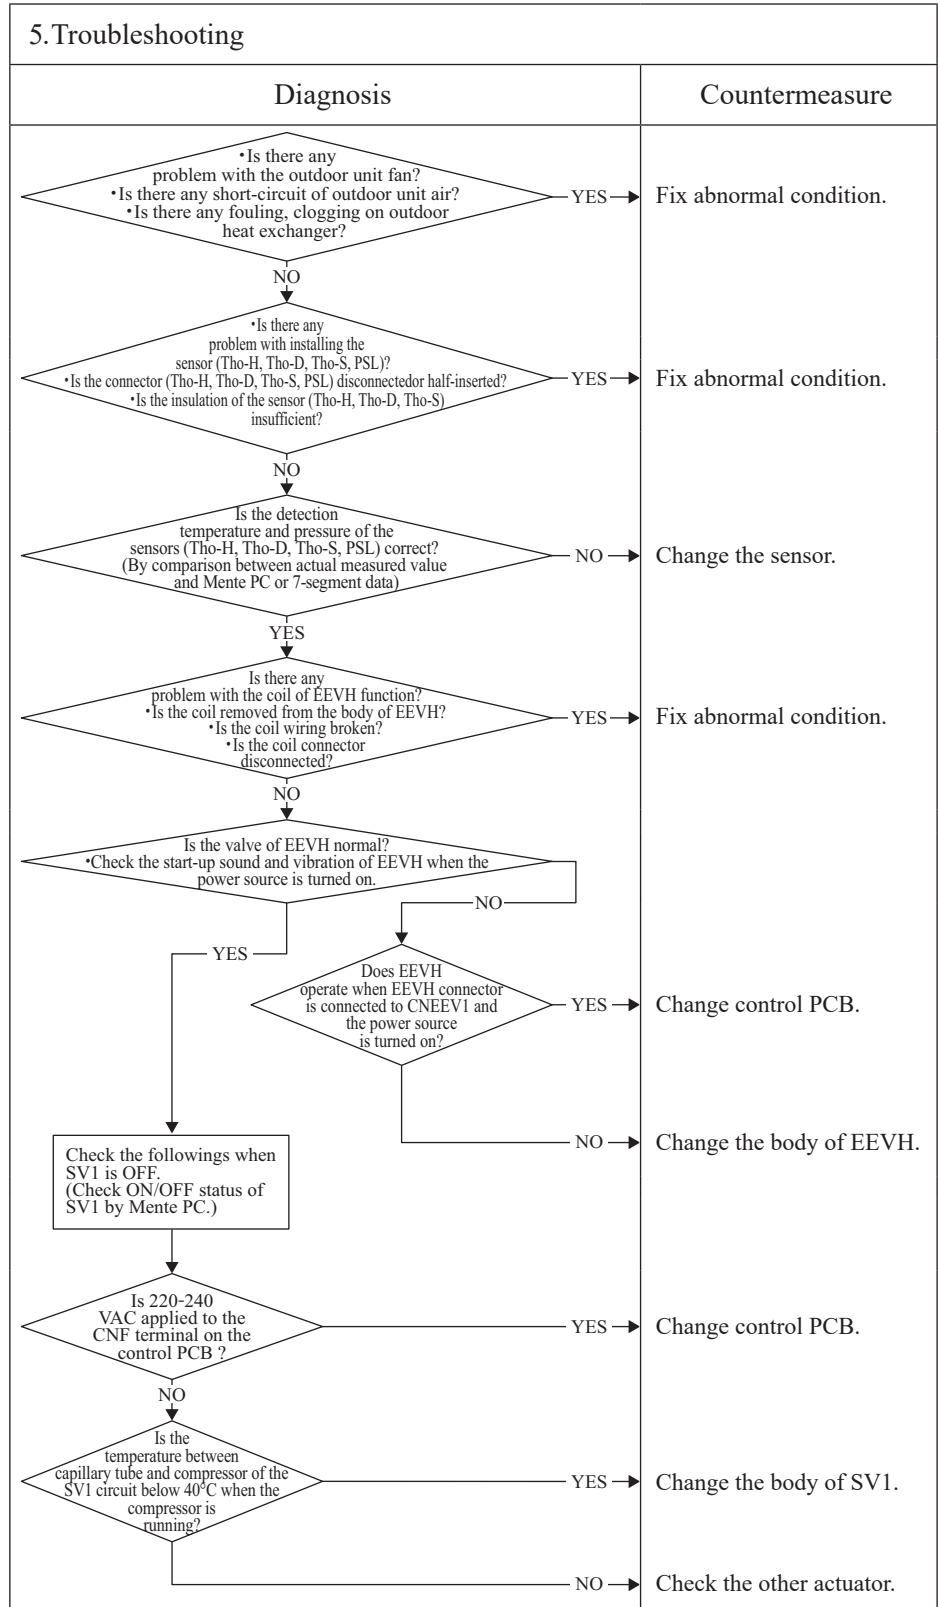 5.Troubleshooting
Diagnosis
Countermeasure
•Is there any
problem with the outdoor unit fan?
•Is there any short-circuit of outdoor unit air?
•Is there any fouling, clogging on outdoor
heat exchanger?
YES
Fix abnormal condition.
NO
•Is there any
problem with installing the
sensor (Tho-H, Tho-D, Tho-S, PSL)?
•Is the connector (Tho-H, Tho-D, Tho-S, PSL) disconnectedor half-inserted?
•Is the insulation of the sensor (Tho-H, Tho-D, Tho-S)
insufficient?
YES
Fix abnormal condition.
NO
Is the detection
temperature and pressure of the
sensors (Tho-H, Tho-D, Tho-S, PSL) correct?
(By comparison between actual measured value
and Mente PC or 7-segment data)
NO
Change the sensor.
YES
Is there any
problem with the coil of EEVH function?
•Is the coil removed from the body of EEVH?
•Is the coil wiring broken?
•Is the coil connector
disconnected?
YES
Fix abnormal condition.
NO
Is the valve of EEVH normal?
•Check the start-up sound and vibration of EEVH when the
power source is turned on.
NO
YES
Does EEVH
operate when EEVH connector
is connected to CNEEV1 and
the power source
is turned on?
YES
Change control PCB.
NO
Change the body of EEVH.
Check the followings when
SV1 is OFF.
(Check ON/OFF status of
SV1 by Mente PC.)
Is 220-240
VAC applied to the
CNF terminal on the
control PCB ?
YES
Change control PCB.
NO
Is the
temperature between
capillary tube and compressor of the
SV1 circuit below 40°C when the
compressor is
running?
YES
Change the body of SV1.
NO
Check the other actuator.